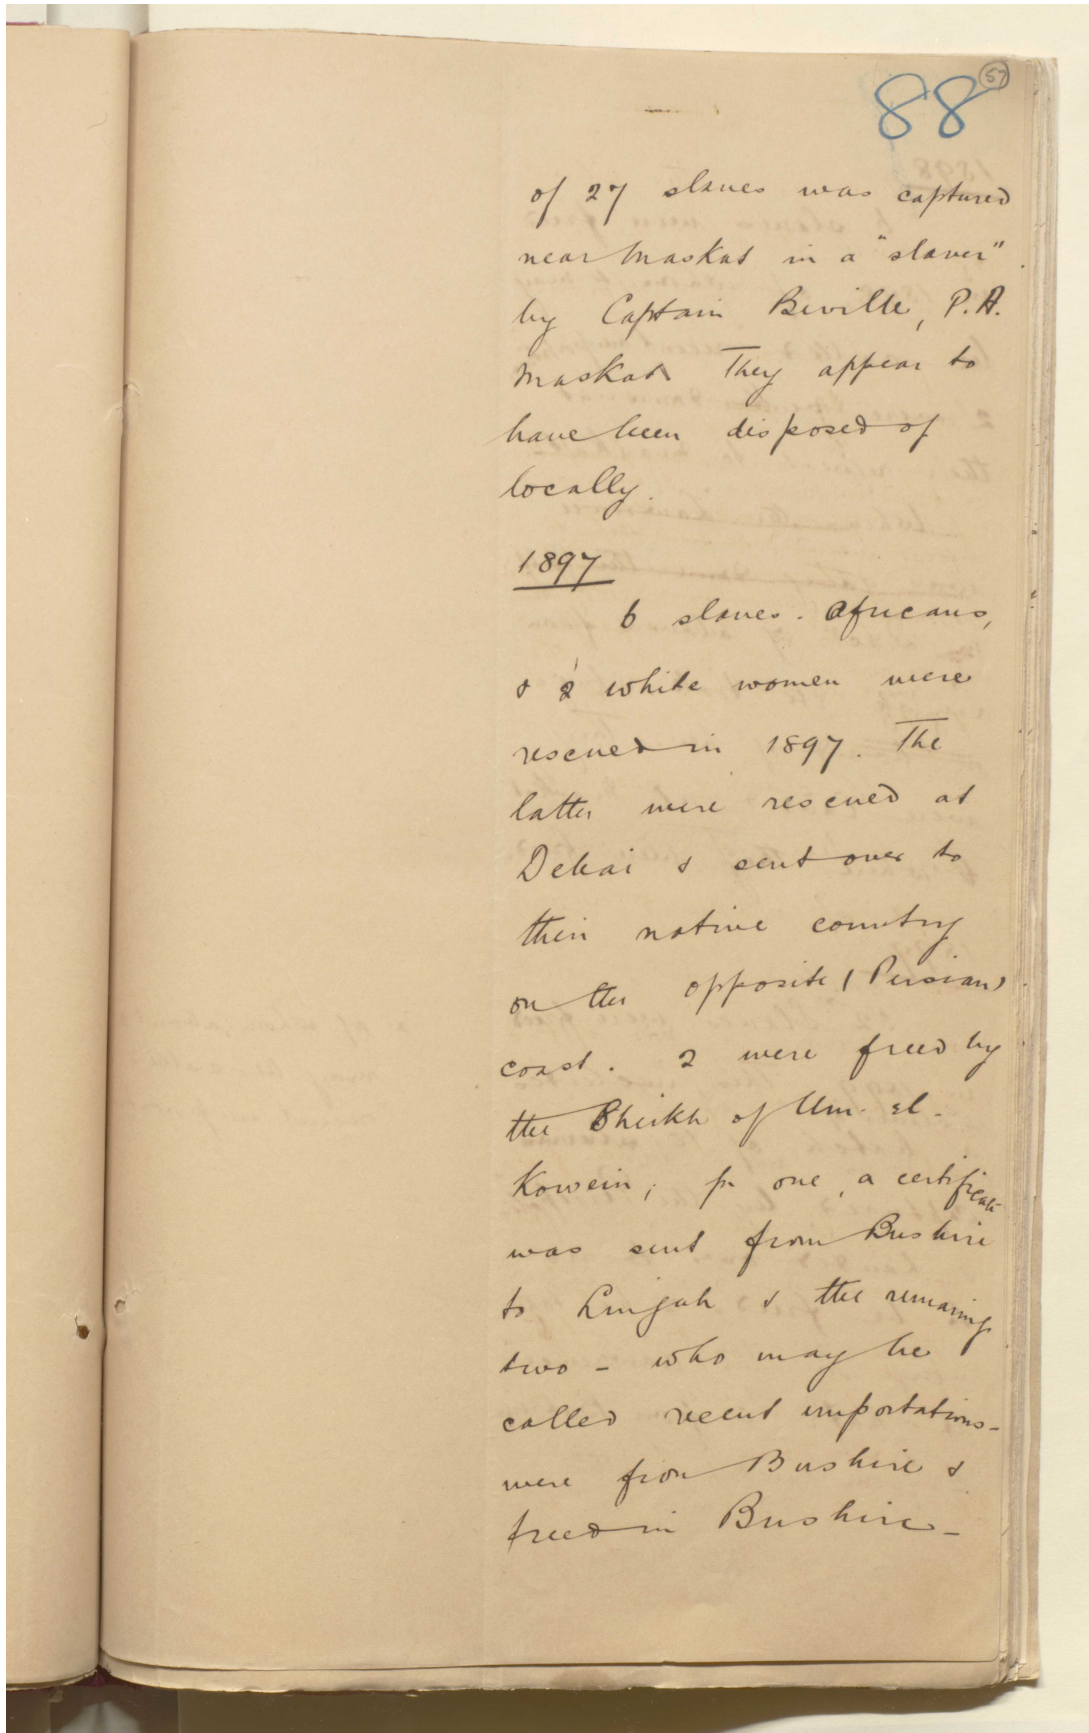 57
88
of 27 slaves was captured
near Maskat in a "slaver"
by Captain Beville, P.A.
Maskat They appear to
have been disposed of
locally.
1897
6 slaves. Africans,
& 2 white women were
rescued in 1897. The
latter were rescued at
Debai & sent over to
their native country
on the opposite (Persian)
coast. 2 were freed by
the Sheikh of Um-el-
Kowein; for one, a certificate
was sent from Bushire
to Lingah & the remaing
two - who may be
called recent importations -
were from Bushire &
freed in Bushire -